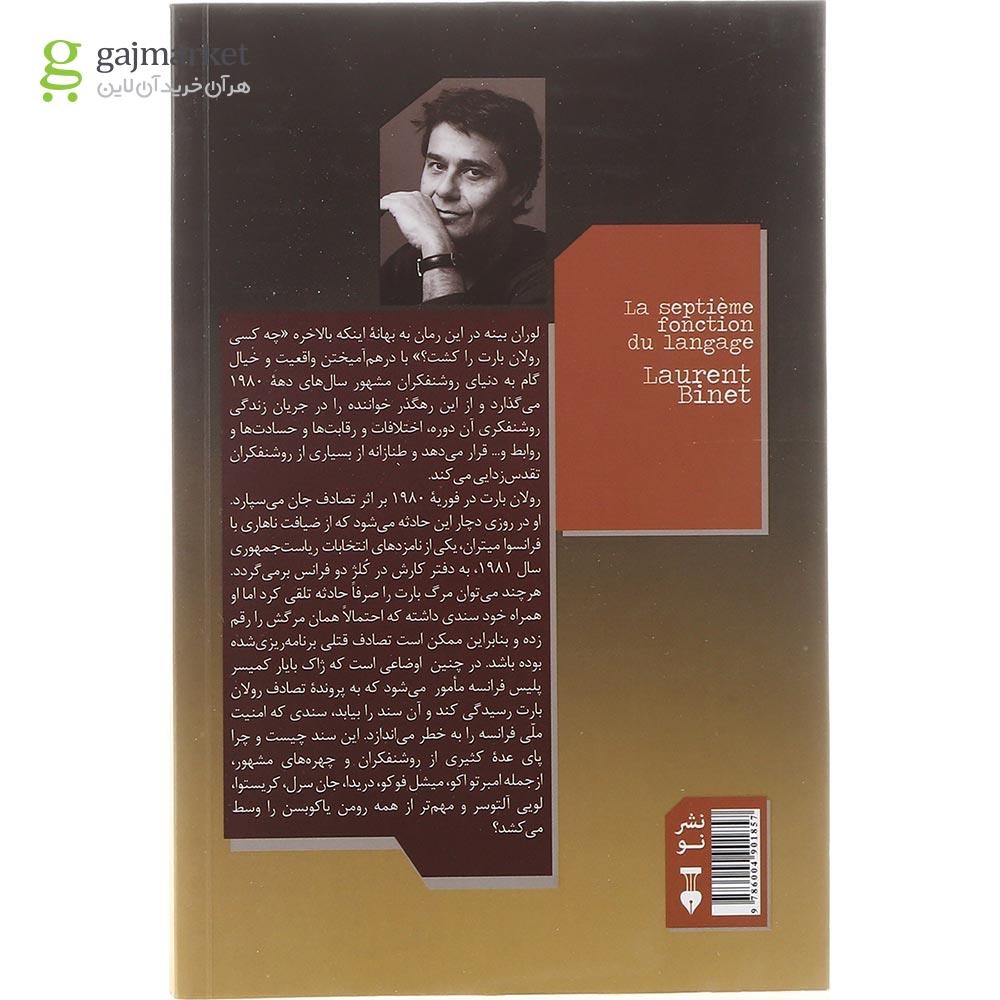 gajmarket
هر آن خرید آن لاین
La septième
fonction
du langage
Laurent
Binet
لوران بینه در این رمان به بهانهٔ اینکه بالاخره «چه کسی
رولان بارت را کشت؟» با درهم‌آمیختن واقعیت و خیال
گام به دنیای روشنفکران مشهور سال‌های دههٔ ۱۹۸۰
می‌گذارد و از این رهگذر خواننده را در جریان زندگی
روشنفکری آن دوره، اختلافات و رقابت‌ها و حسادت‌ها و
روابط و... قرار می‌دهد و طنازانه از بسیاری از روشنفکران
تقدس‌زدایی می‌کند.
رولان بارت در فوریهٔ ۱۹۸۰ بر اثر تصادف جان می‌سپارد.
او در روزی دچار این حادثه می‌شود که از ضیافت ناهاری با
فرانسوا میتران، یکی از نامزدهای انتخابات ریاست‌جمهوری
سال ۱۹۸۱، به دفتر کارش در کُلژ دو فرانس برمی‌گردد.
هرچند می‌توان مرگ بارت را صرفاً حادثه تلقی کرد اما او
همراه خود سندی داشته که احتمالاً همان مرگش را رقم
زده و بنابراین ممکن است تصادف قتلی برنامه‌ریزی‌شده
بوده باشد. در چنین اوضاعی است که ژاک بایار کمیسر
پلیس فرانسه مأمور می‌شود که به پروندهٔ تصادف رولان
بارت رسیدگی کند و آن سند را بیابد، سندی که امنیت
ملّی فرانسه را به خطر می‌اندازد. این سند چیست و چرا
پای عدهٔ کثیری از روشنفکران و چهره‌های مشهور،
ازجمله امبرتو اکو، میشل فوکو، دریدا، جان سرل، کریستوا،
لویی آلتوسر و مهم‌تر از همه رومن یاکوبسن را وسط
می‌کشد؟
نشر
نو
9 786004 901857